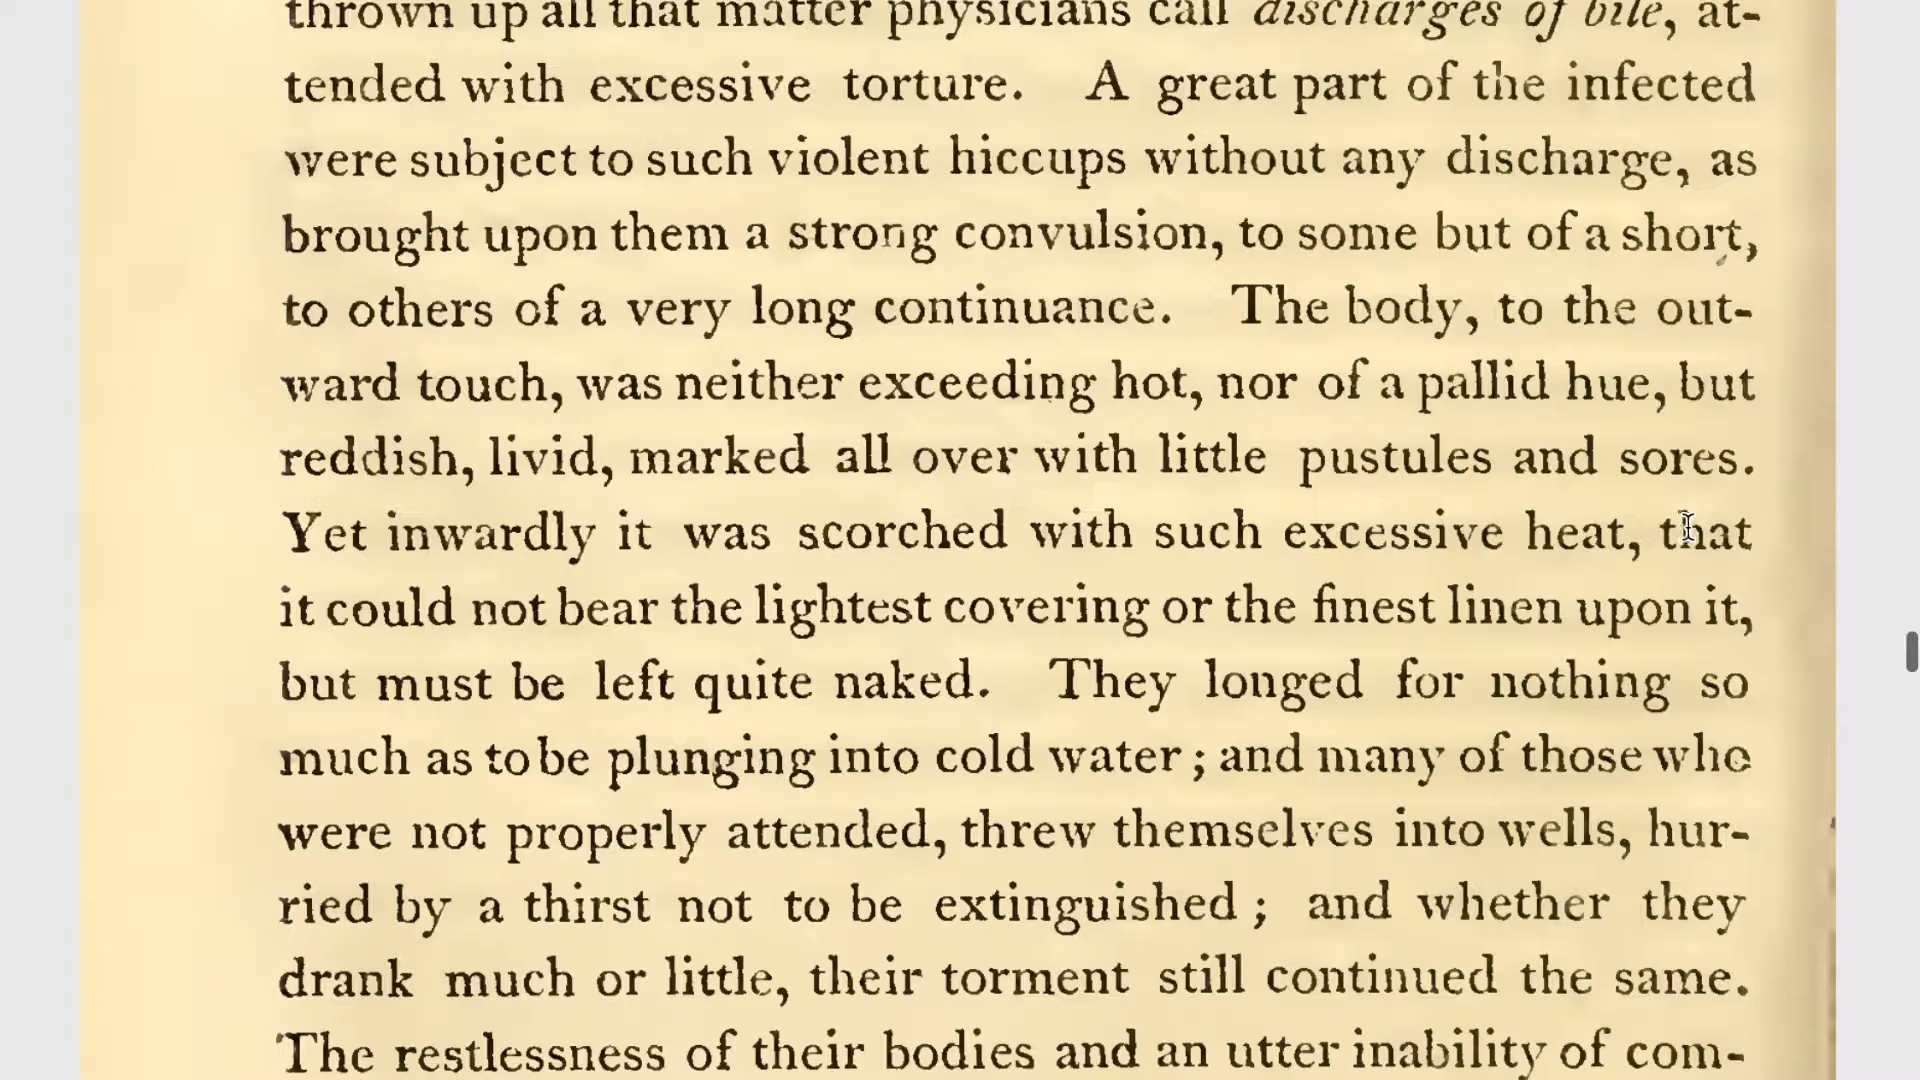 thrown up all that matter physicians call discharges of bile, at-
tended with excessive torture. A great part of the infected
were subject to such violent hiccups without any discharge, as
brought upon them a strong convulsion, to some but of a short,
to others of a very long continuance. The body, to the out-
ward touch, was neither exceeding hot, nor of a pallid hue, but
reddish, livid, marked all over with little pustules and sores.
Yet inwardly it was scorched with such excessive heat, that
it could not bear the lightest covering or the finest linen upon it,
but must be left quite naked. They longed for nothing so
much as to be plunging into cold water; and many of those who
were not properly attended, threw themselves into wells, hur-
ried by a thirst not to be extinguished; and whether they
drank much or little, their torment still continued the same.
The restlessness of their bodies and an utter inability of com-